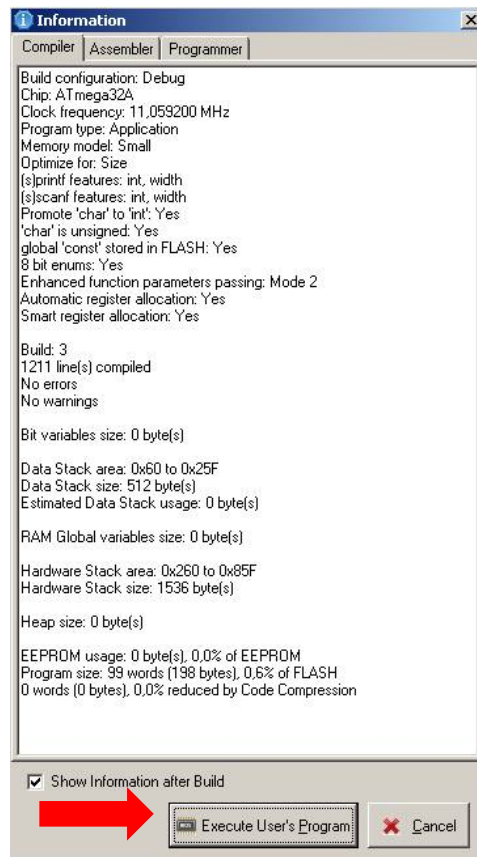 Information
Compiler Assembler Programmer
Build configuration: Debug
Chip: ATmega32A
Clock frequency: 11,059200 MHz
Program type: Application
Memory model: Small
Optimize for: Size
(s)printf features: int, width
(s)scanf features: int, width
Promote 'char' to 'int': Yes
'char' is unsigned: Yes
global 'const' stored in FLASH: Yes
8 bit enums: Yes
Enhanced function parameters passing: Mode 2
Automatic register allocation: Yes
Smart register allocation: Yes
Build: 3
1211 line(s) compiled
No errors
No warnings
Bit variables size: 0 byte(s)
Data Stack area: 0x60 to 0x25F
Data Stack size: 512 byte(s)
Estimated Data Stack usage: 0 byte(s)
RAM Global variables size: 0 byte(s)
Hardware Stack area: 0x260 to 0x85F
Hardware Stack size: 1536 byte(s)
Heap size: 0 byte(s)
EEPROM usage: 0 byte(s), 0,0% of EEPROM
Program size: 99 words (198 bytes), 0,6% of FLASH
0 words (0 bytes), 0,0% reduced by Code Compression
Show Information after Build
Execute User's Program Cancel